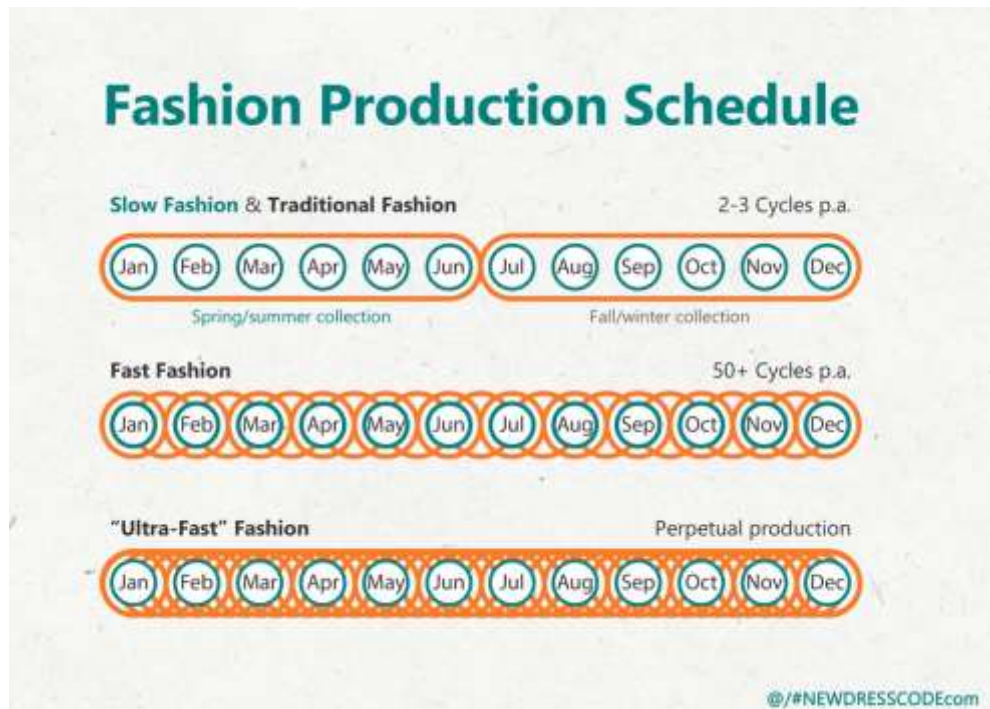 Fashion Production Schedule
Slow Fashion & Traditional Fashion 2-3 Cycles p.a.
Jan Feb Mar Apr May Jun Jul Aug Sep Oct Nov Dec
Spring/summer collection Fall/winter collection
Fast Fashion 50+ Cycles p.a.
Jan Feb Mar Apr May Jun Jul Aug Sep Oct Nov Dec
"Ultra-Fast" Fashion Perpetual production
Jan Feb Mar Apr May Jun Jul Aug Sep Oct Nov Dec
@/#NEWDRESSCODEcom